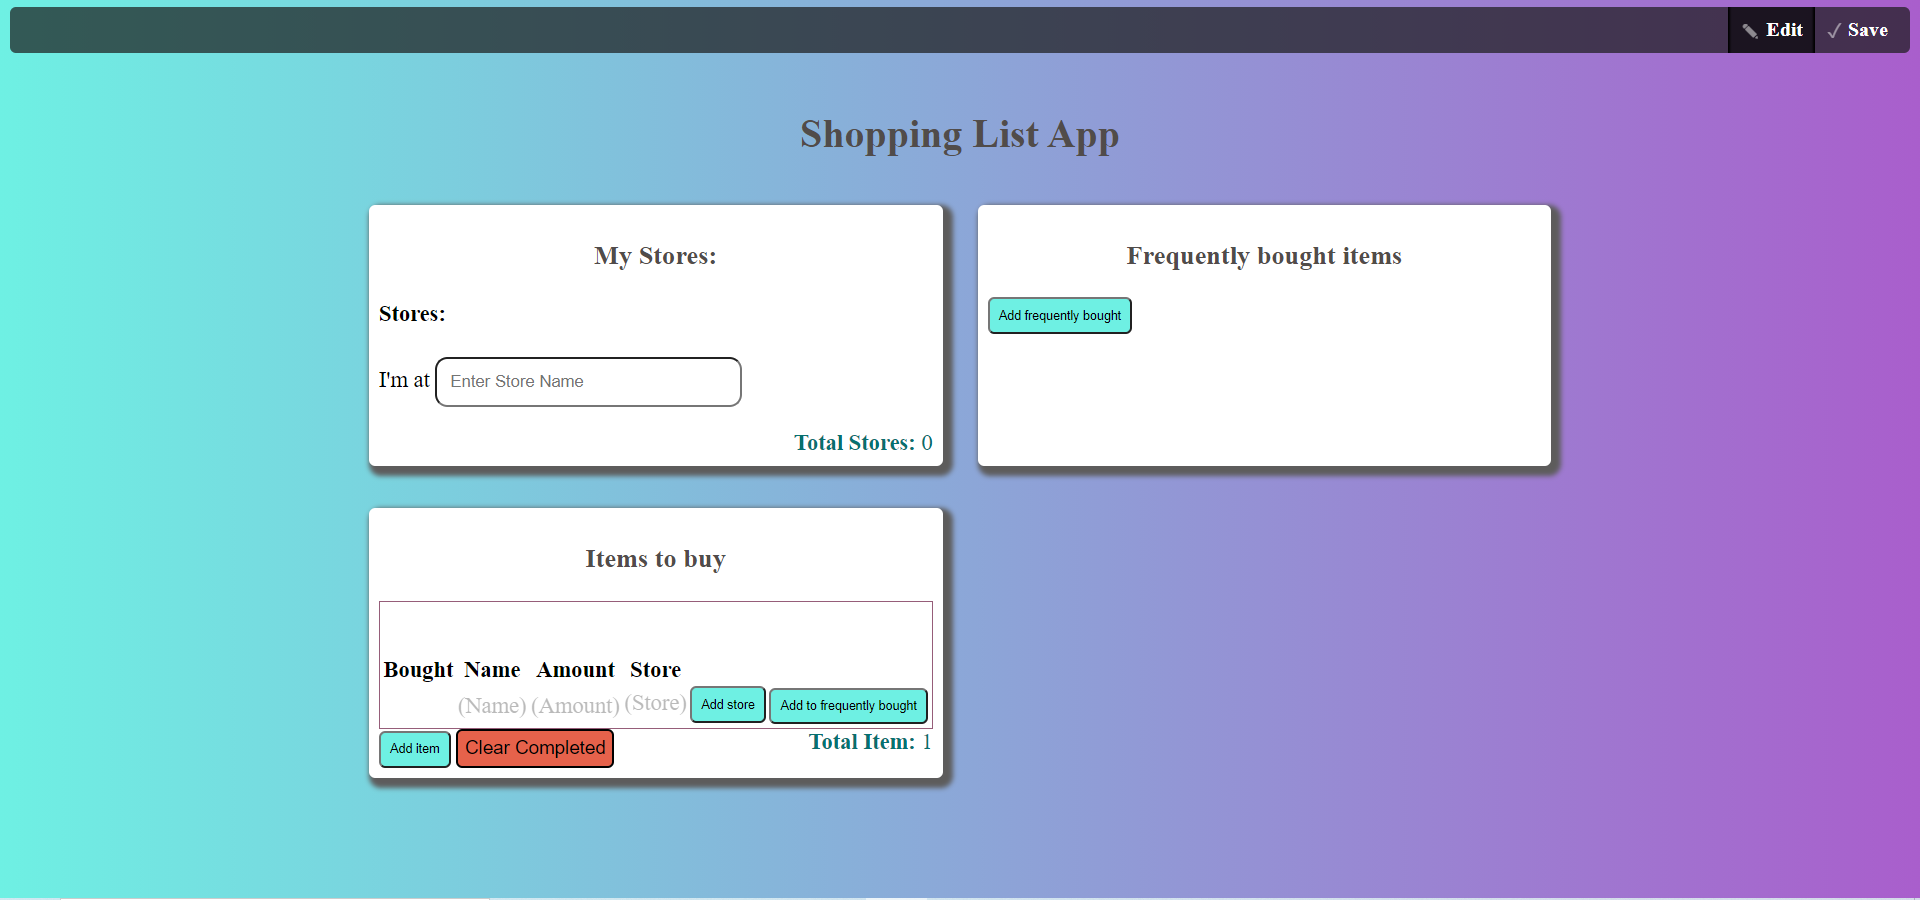 Edit Save
Shopping List App
My Stores:
Stores:
I'm at Enter Store Name
Total Stores: 0
Frequently bought items
Add frequently bought
Items to buy
Bought Name Amount Store
(Name) (Amount) (Store) Add store Add to frequently bought
Add item Clear Completed Total Item: 1